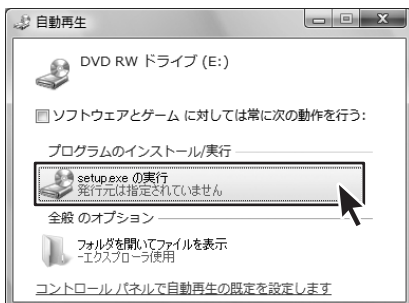 自動再生
DVD RW ドライブ (E:)
ソフトウェアとゲーム に対しては常に次の動作を行う:
プログラムのインストール/実行
setup.exe の実行
発行元は指定されていません
全般 のオプション
フォルダを開いてファイルを表示
-エクスプローラ使用
コントロール パネルで自動再生の既定を設定します